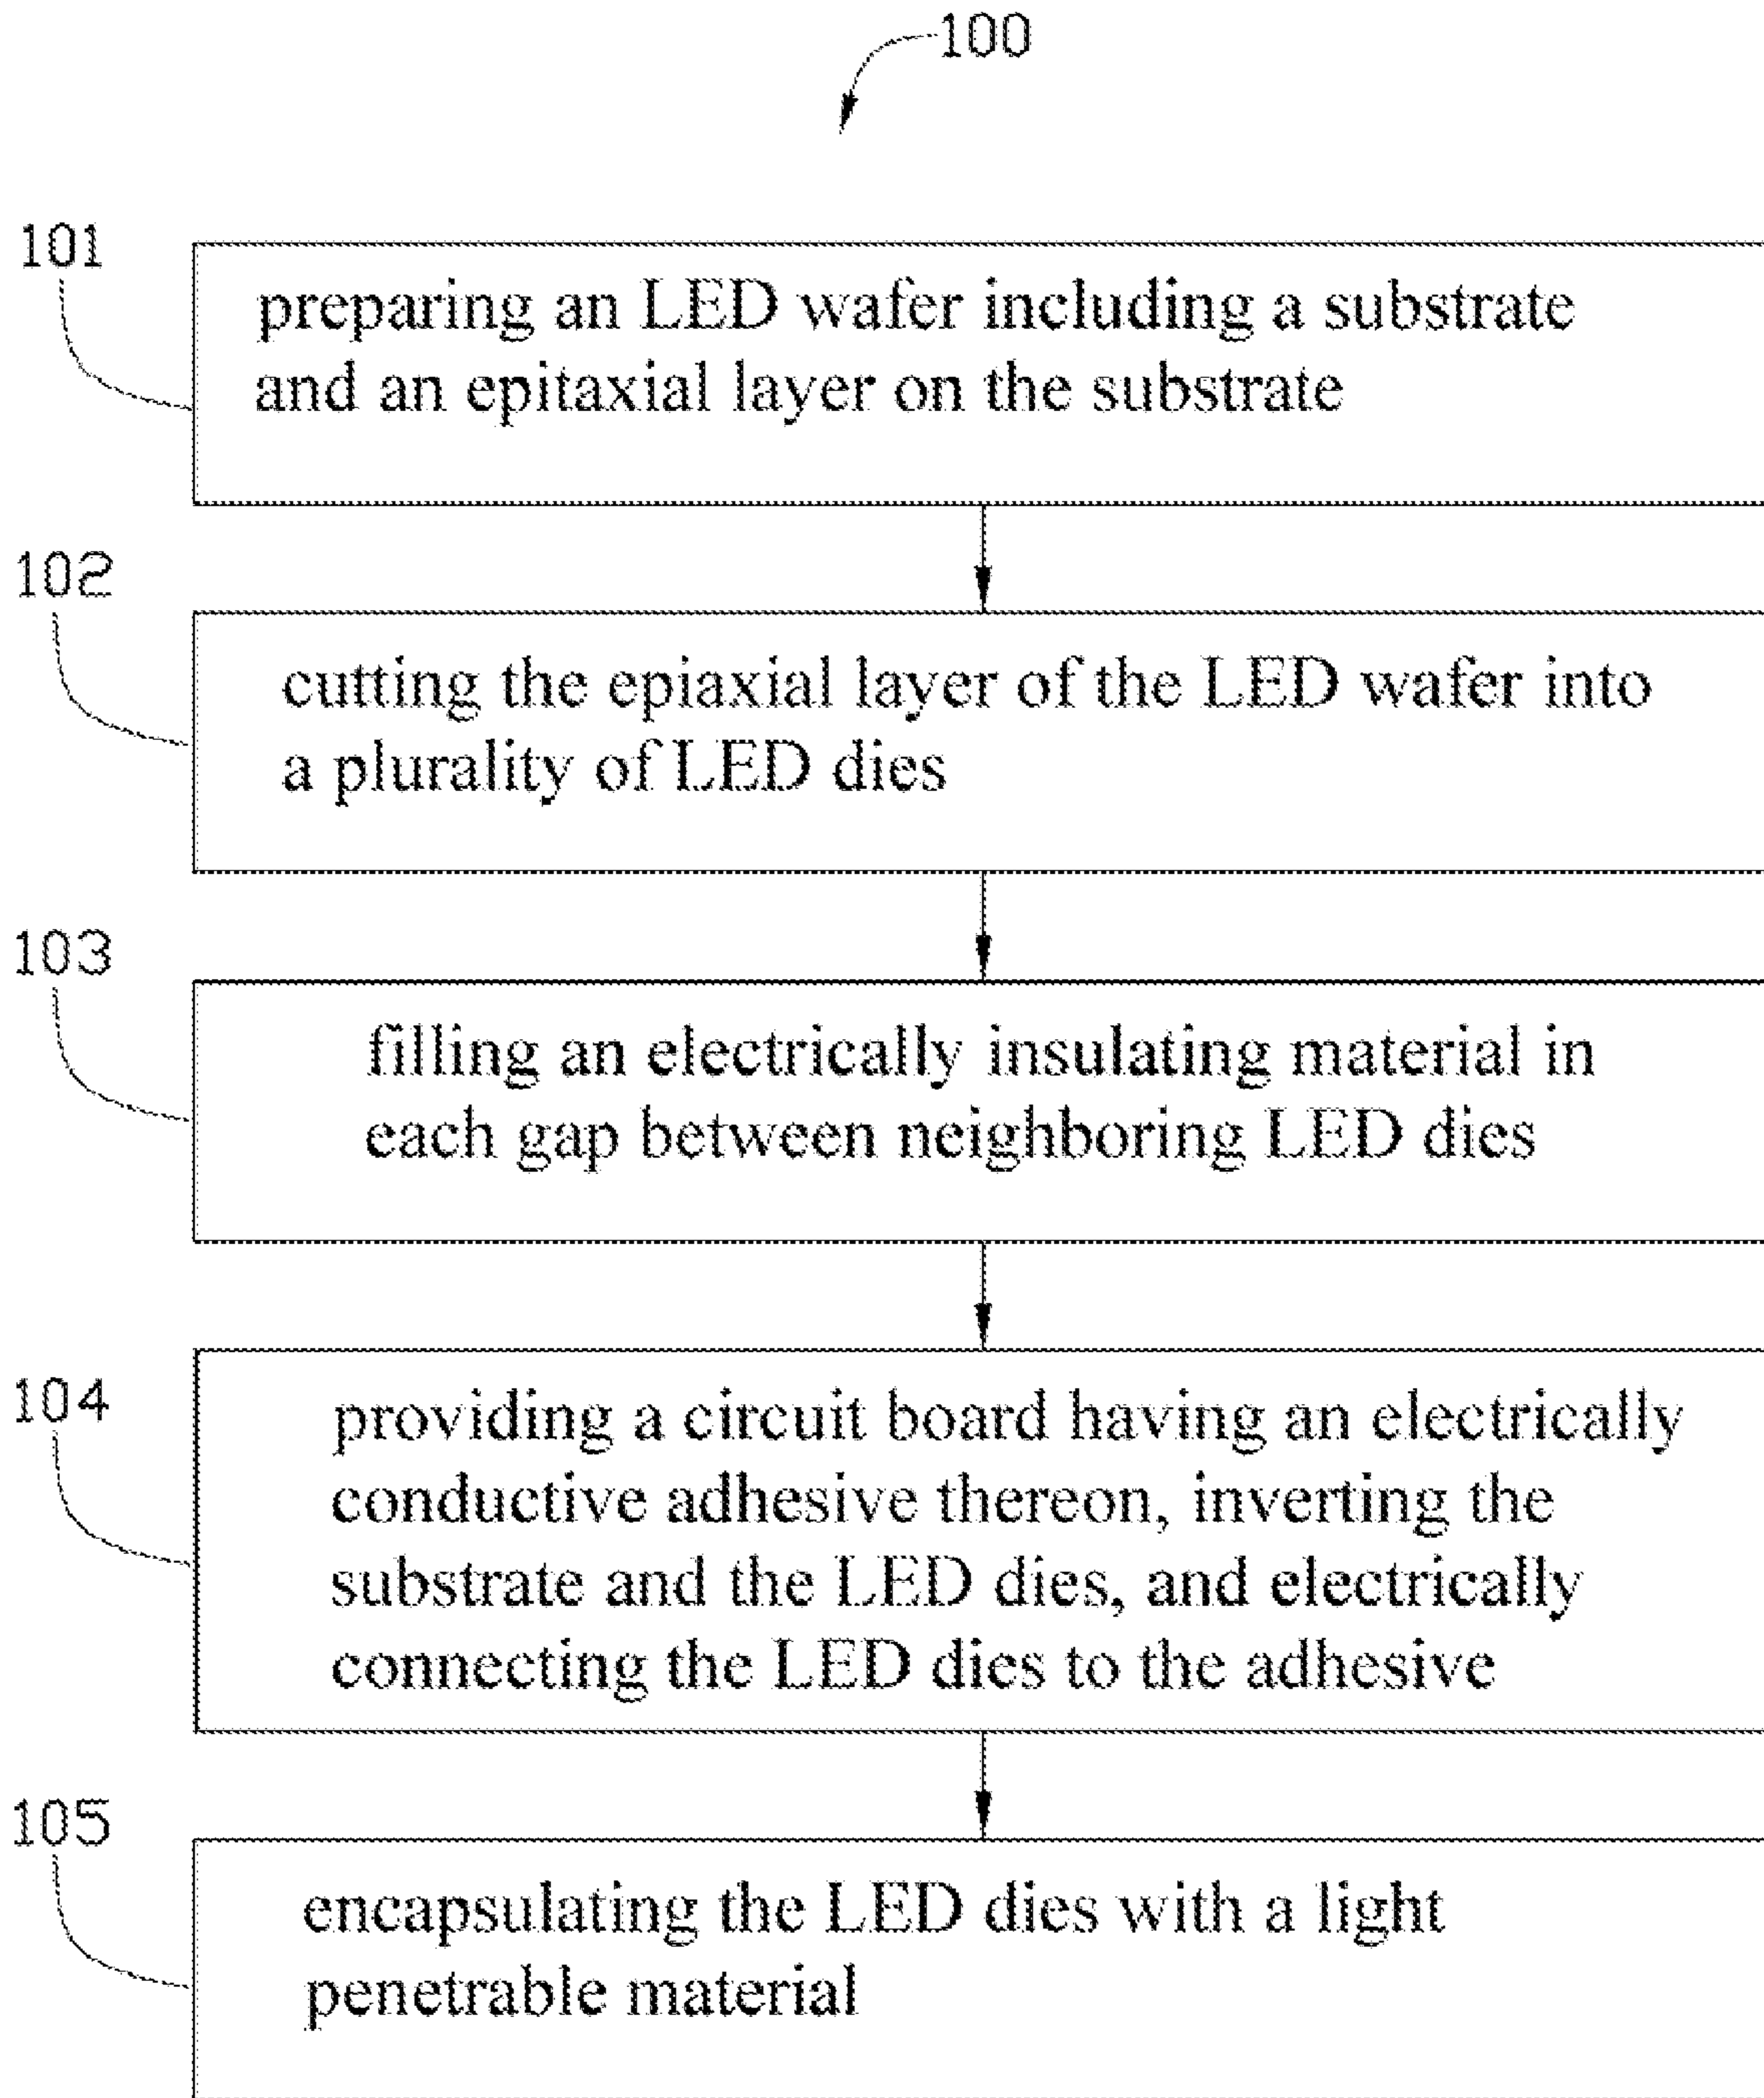 100
101
preparing an LED wafer including a substrate
and an epitaxial layer on the substrate
102
cutting the epiaxial layer of the LED wafer into
a plurality of LED dies
103
filling an electrically insulating material in
each gap between neighboring LED dies
104
providing a circuit board having an electrically
conductive adhesive thereon, inverting the
substrate and the LED dies, and electrically
connecting the LED dies to the adhesive
105
encapsulating the LED dies with a light
penetrable material